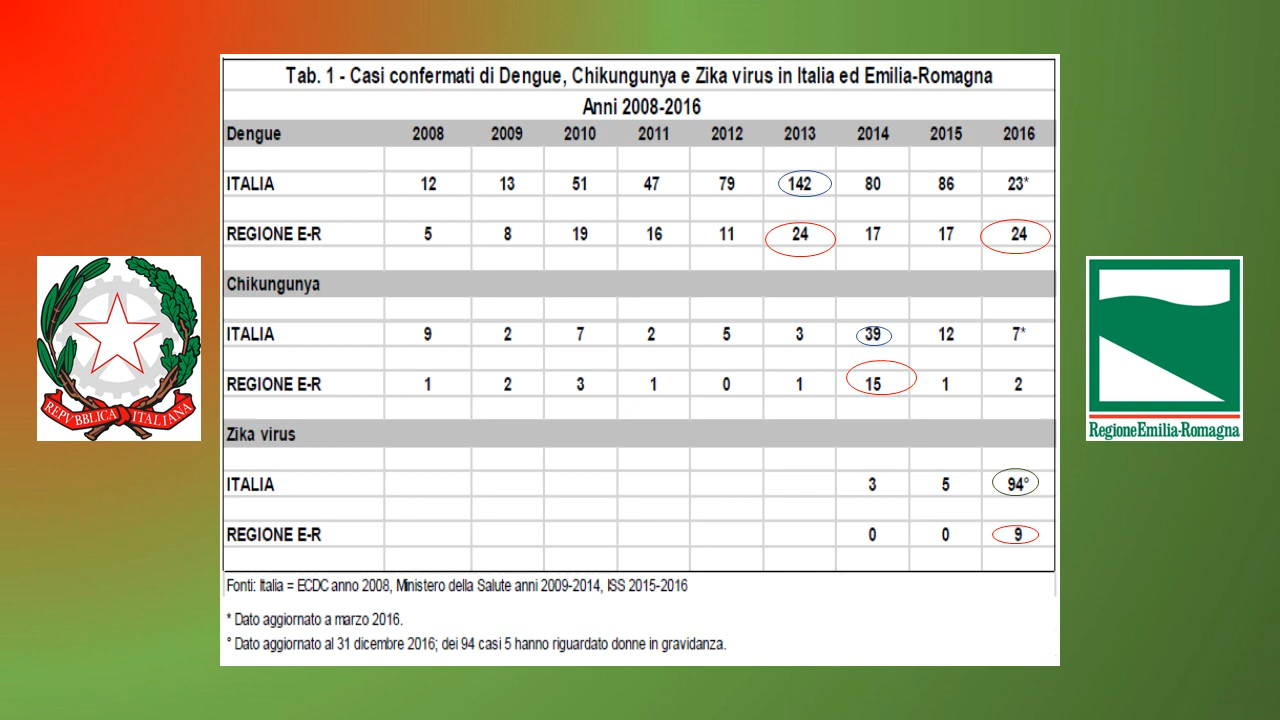 Tab. 1 - Casi confermati di Dengue, Chikungunya e Zika virus in Italia ed Emilia-Romagna
Anni 2008-2016
Dengue 2008 2009 2010 2011 2012 2013 2014 2015 2016
ITALIA 12 13 51 47 79 142 80 86 23*
REGIONE E-R 5 8 19 16 11 24 17 17 24
Chikungunya
ITALIA 9 2 7 2 5 3 39 12 7*
REGIONE E-R 1 2 3 1 0 1 15 1 2
Zika virus
ITALIA 3 5 94°
REGIONE E-R 0 0 9
Fonti: Italia = ECDC anno 2008, Ministero della Salute anni 2009-2014, ISS 2015-2016
* Dato aggiornato a marzo 2016.
° Dato aggiornato al 31 dicembre 2016; dei 94 casi 5 hanno riguardato donne in gravidanza.
REPVBBLICA ITALIANA
RegioneEmilia-Romagna